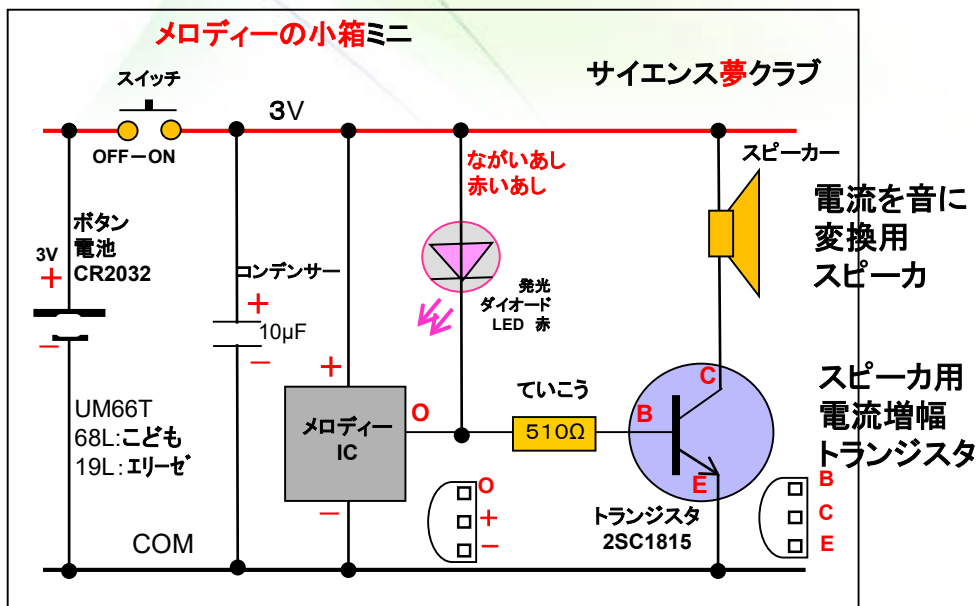 メロディーの小箱ミニ
サイエンス夢クラブ
スイッチ
3V
OFF－ON
ながいあし
赤いあし
スピーカー
電流を音に
変換用
スピーカ
ボタン
電池
CR2032
3V
+
－
コンデンサー
+
10μF
－
発光
ダイオード
LED 赤
UM66T
68L:こども
19L:エリーゼ
+
メロディー
IC
－
O
ていこう
510Ω
B
C
E
スピーカ用
電流増幅
トランジスタ
トランジスタ
2SC1815
O
+
－
B
C
E
COM